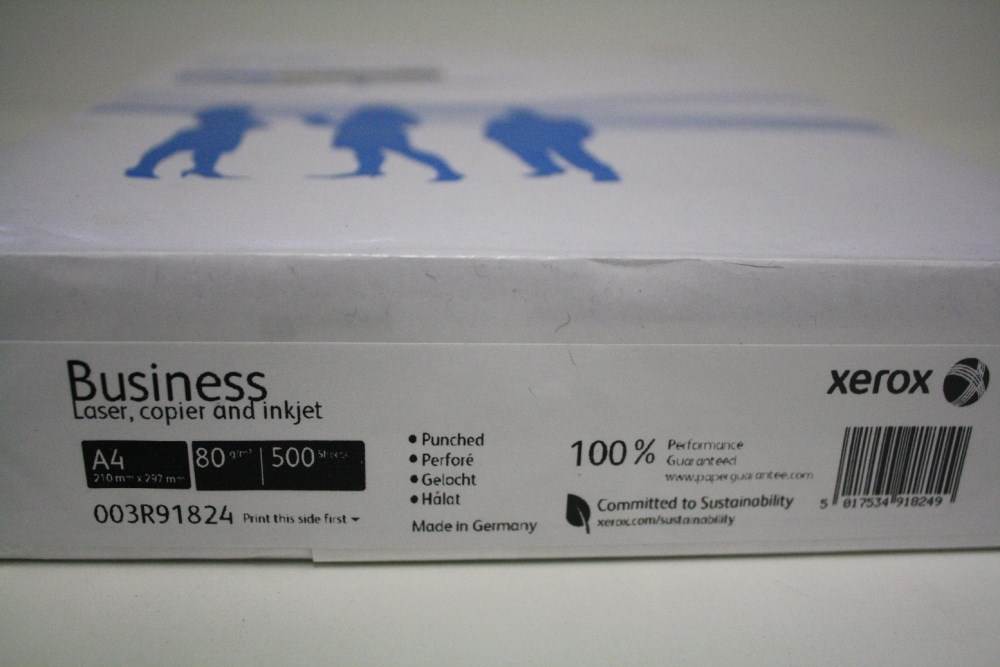 Business
Laser, copier and inkjet
A4
210 mm x 297 mm
80 g/m²
500 Sheets
003R91824 Print this side first
• Punched
• Perforé
• Gelocht
• Hålat
Made in Germany
100%
Performance
Guaranteed
www.paperguarantee.com
Committed to Sustainability
xerox.com/sustainability
xerox
5 017534 918249